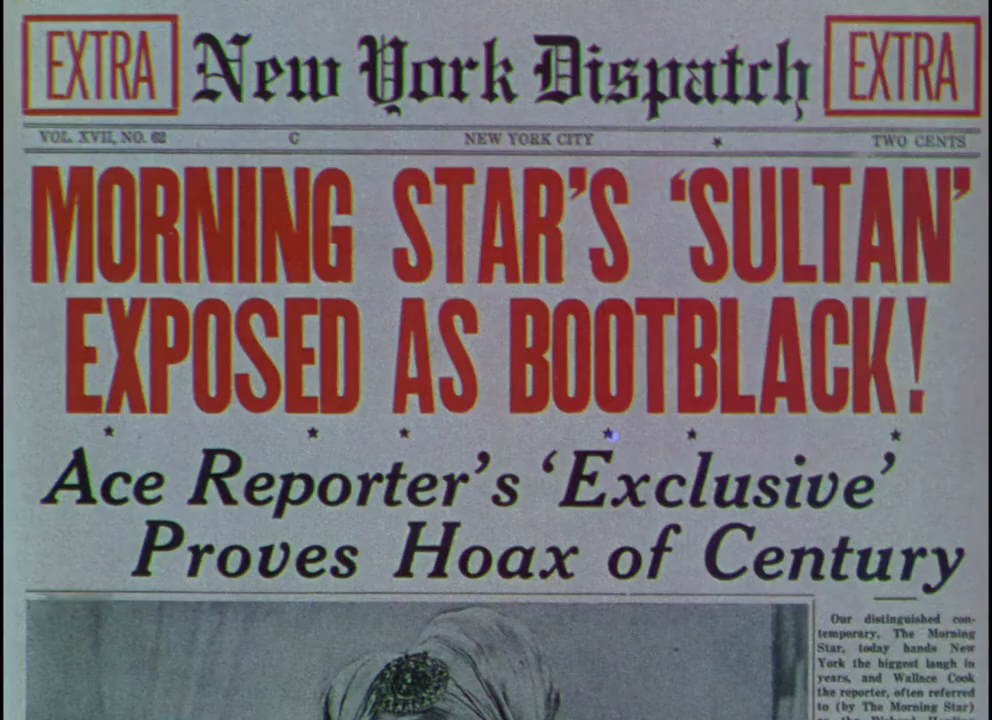 EXTRA New York Dispatch EXTRA
VOL. XVII, NO. 62 C NEW YORK CITY ★ TWO CENTS
MORNING STAR'S 'SULTAN'
EXPOSED AS BOOTBLACK!
Ace Reporter's 'Exclusive'
Proves Hoax of Century
Our distinguished con-
temporary, The Morning
Star, today hands New
York the biggest laugh in
years, and Wallace Cook
the reporter, often referred
to (by The Morning Star)